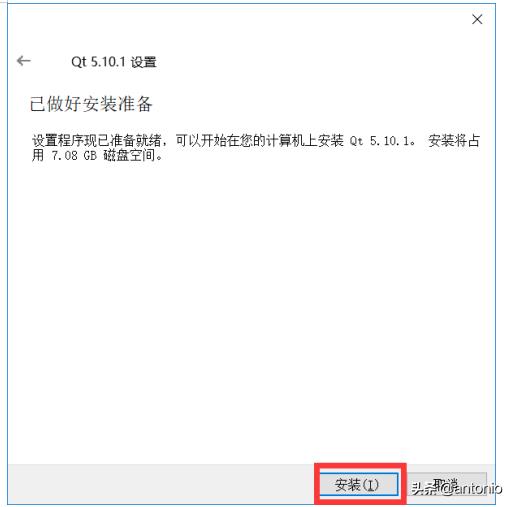 Qt 5.10.1 设置
已做好安装准备
设置程序现已准备就绪，可以开始在您的计算机上安装 Qt 5.10.1。 安装将占
用 7.08 GB 磁盘空间。
安装(I)
取消
头条 @antonio